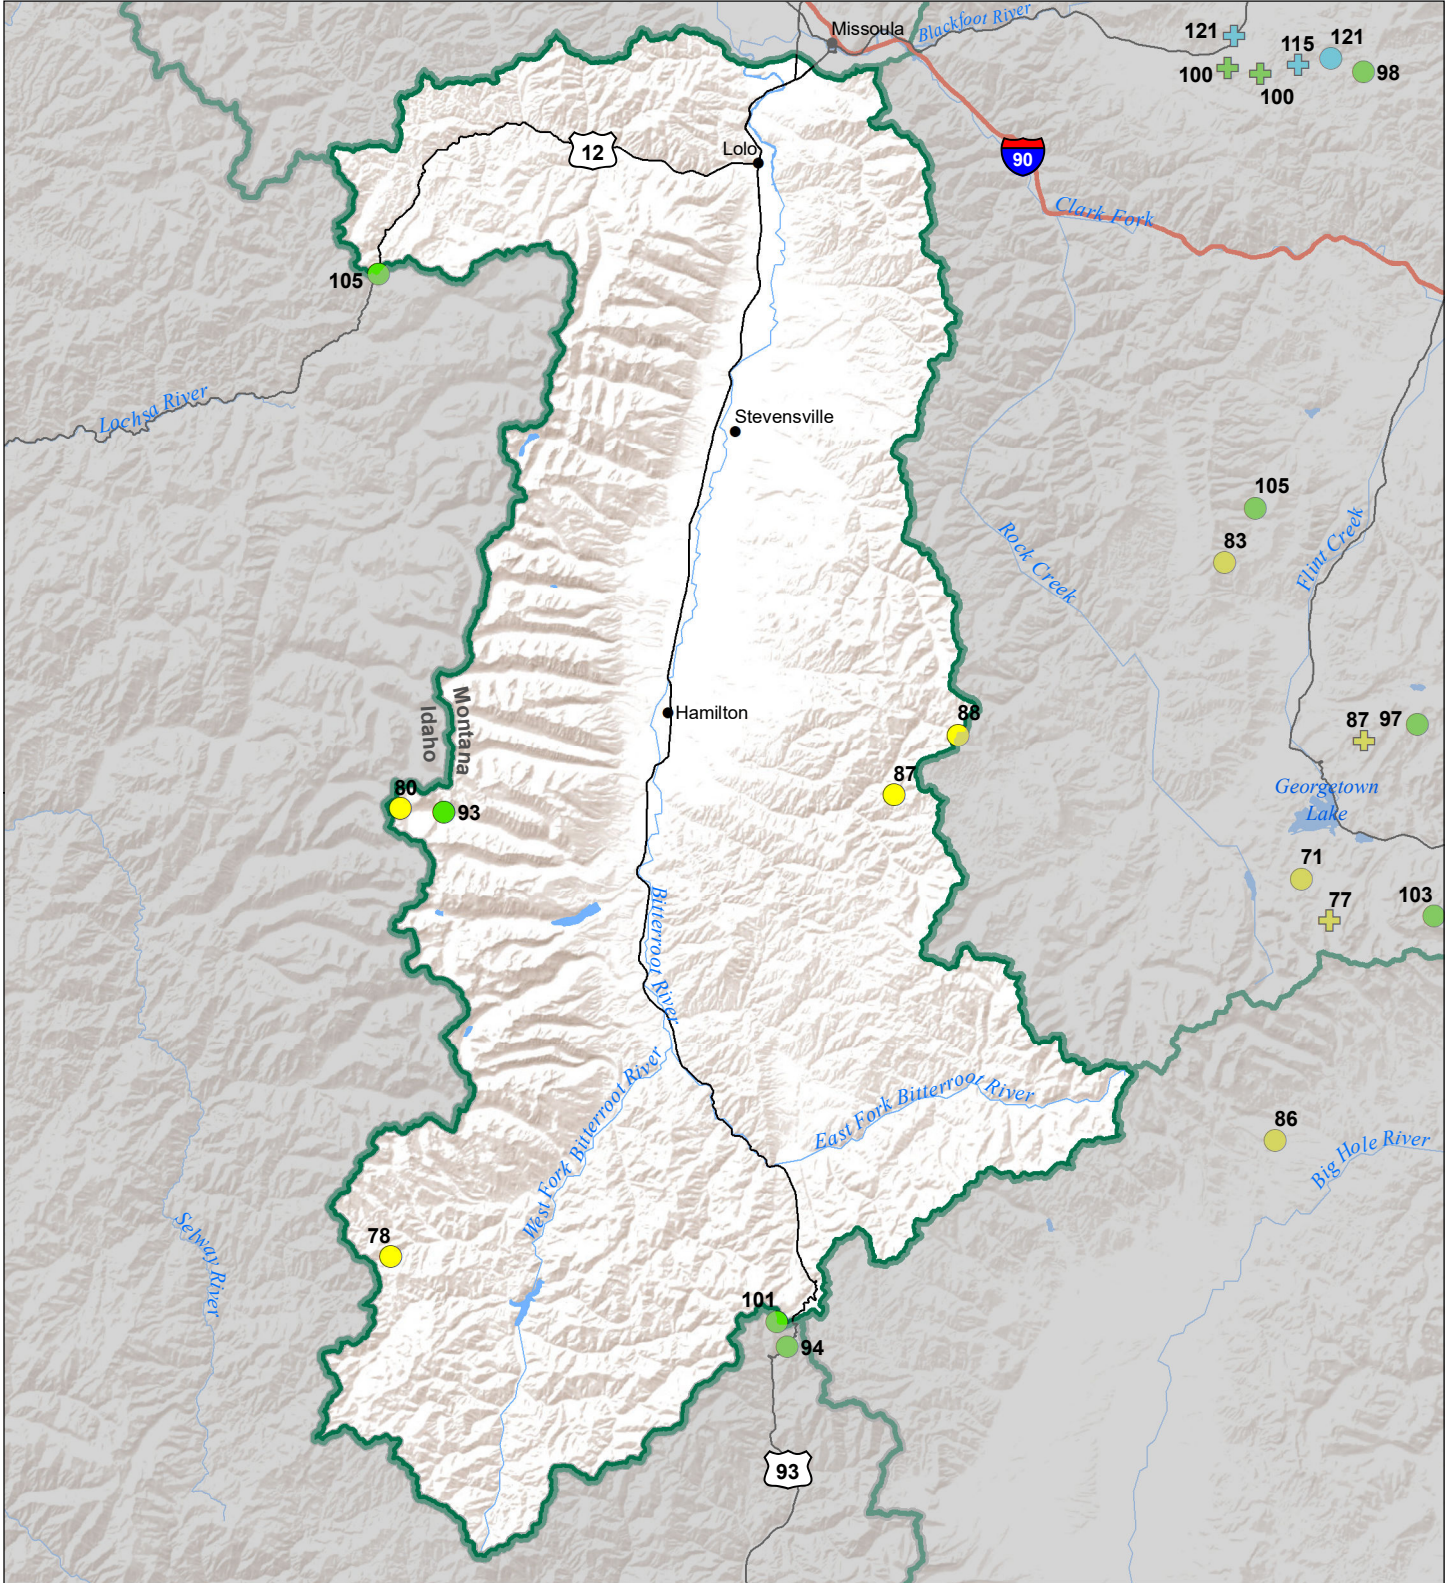 Missoula
Blackfoot River
121
115
121
100
100
98
12
Lolo
90
Clark Fork
105
Lochsa River
Stevensville
105
83
Rock Creek
Flint Creek
Montana
Idaho
Hamilton
88
87
97
87
80
93
Georgetown
Lake
71
77
103
Bitterroot River
West Fork Bitterroot River
East Fork Bitterroot River
86
Big Hole River
Selway River
78
101
94
93